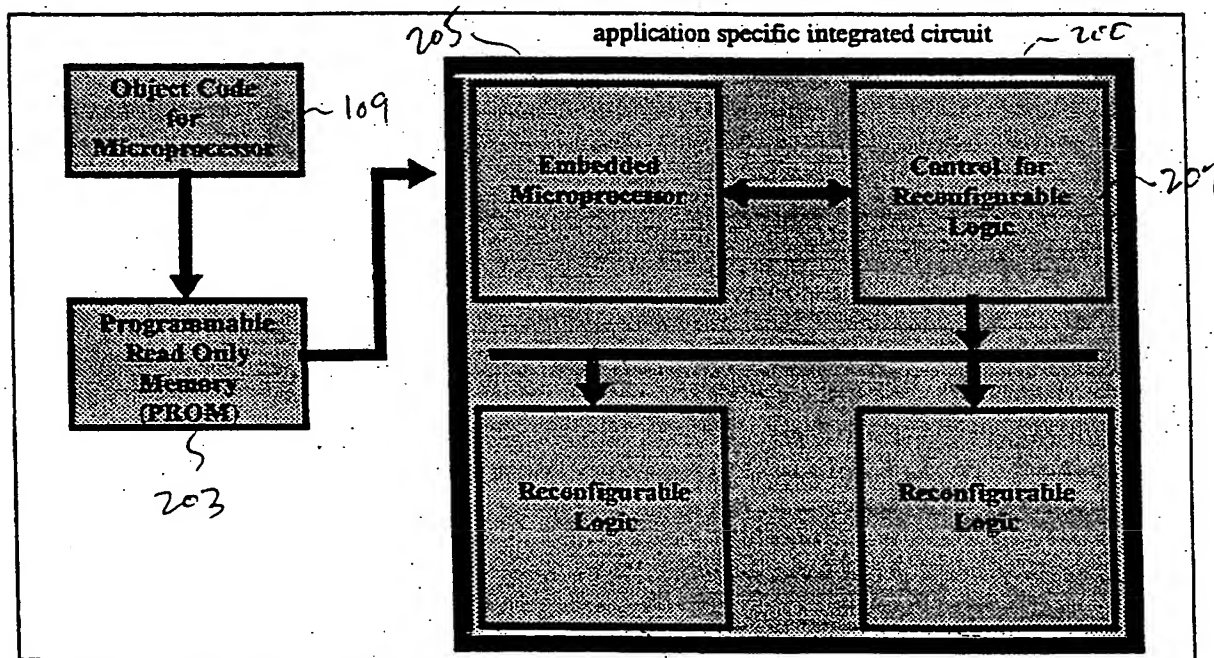 205
application specific integrated circuit
200
Object Code
for
Microprocessor
109
Embedded
Microprocessor
Control for
Reconfigurable
Logic
Programmable
Read Only
Memory
(PROM)
203
Reconfigurable
Logic
Reconfigurable
Logic